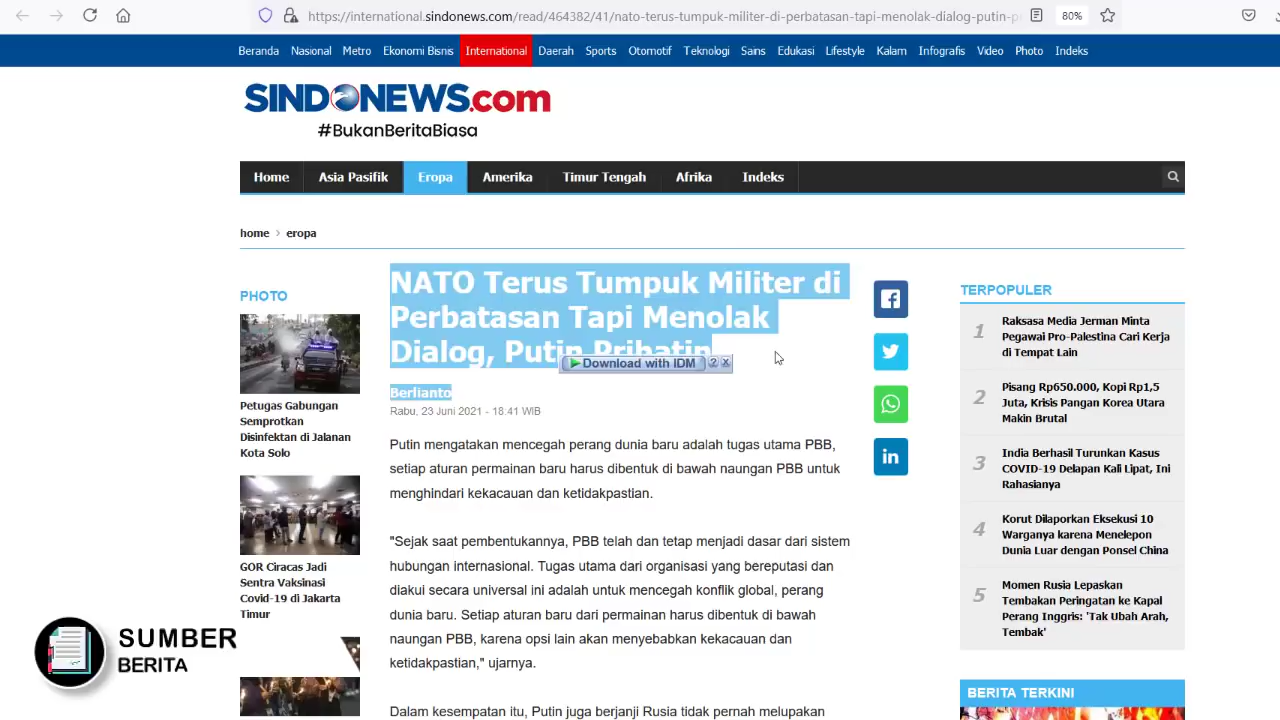 https://international.sindonews.com/read/464382/41/nato-terus-tumpuk-militer-di-perbatasan-tapi-menolak-dialog-putin-p
80%
Beranda Nasional Metro Ekonomi Bisnis International Daerah Sports Otomotif Teknologi Sains Edukasi Lifestyle Kalam Infografis Video Photo Indeks
SINDONEWS.com
#BukanBeritaBiasa
Home Asia Pasifik Eropa Amerika Timur Tengah Afrika Indeks
home › eropa
PHOTO
Petugas Gabungan
Semprotkan
Disinfektan di Jalanan
Kota Solo
GOR Ciracas Jadi
Sentra Vaksinasi
Covid-19 di Jakarta
Timur
NATO Terus Tumpuk Militer di
Perbatasan Tapi Menolak
Dialog, Putin Prihatin
Download with IDM ? x
Berlianto
Rabu, 23 Juni 2021 - 18.41 WIB
Putin mengatakan mencegah perang dunia baru adalah tugas utama PBB,
setiap aturan permainan baru harus dibentuk di bawah naungan PBB untuk
menghindari kekacauan dan ketidakpastian.
"Sejak saat pembentukannya, PBB telah dan tetap menjadi dasar dari sistem
hubungan internasional. Tugas utama dari organisasi yang bereputasi dan
diakui secara universal ini adalah untuk mencegah konflik global, perang
dunia baru. Setiap aturan baru dari permainan harus dibentuk di bawah
naungan PBB, karena opsi lain akan menyebabkan kekacauan dan
ketidakpastian," ujarnya.
Dalam kesempatan itu, Putin juga berjanji Rusia tidak pernah melupakan
f
in
TERPOPULER
1 Raksasa Media Jerman Minta
Pegawai Pro-Palestina Cari Kerja
di Tempat Lain
2 Pisang Rp650.000, Kopi Rp1,5
Juta, Krisis Pangan Korea Utara
Makin Brutal
3 India Berhasil Turunkan Kasus
COVID-19 Delapan Kali Lipat, Ini
Rahasianya
4 Korut Dilaporkan Eksekusi 10
Warganya karena Menelepon
Dunia Luar dengan Ponsel China
5 Momen Rusia Lepaskan
Tembakan Peringatan ke Kapal
Perang Inggris: 'Tak Ubah Arah,
Tembak'
BERITA TERKINI
SUMBER
BERITA